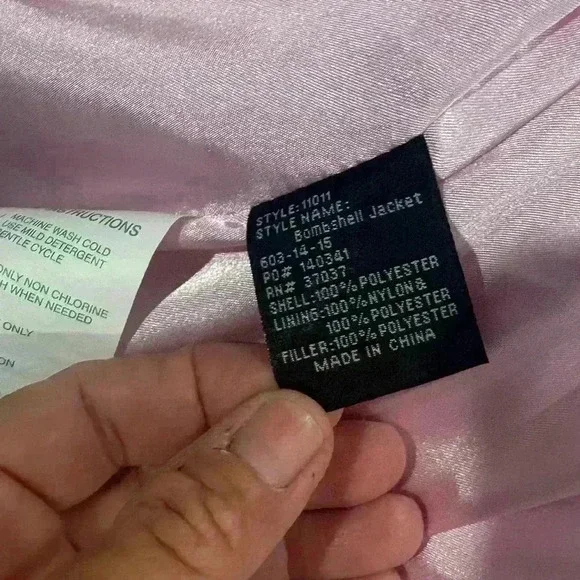 STRUCTIONS
MACHINE WASH COLD
USE MILD DETERGENT
GENTLE CYCLE
ONLY NON CHLORINE
WHEN NEEDED
ONLY
STYLE:11011
STYLE NAME:
Bombshell Jacket
603-14-15
PO# 140341
RN# 37037
SHELL:100%POLYESTER
LINING:100%NYLON&
100%POLYESTER
FILLER:100%POLYESTER
MADE IN CHINA